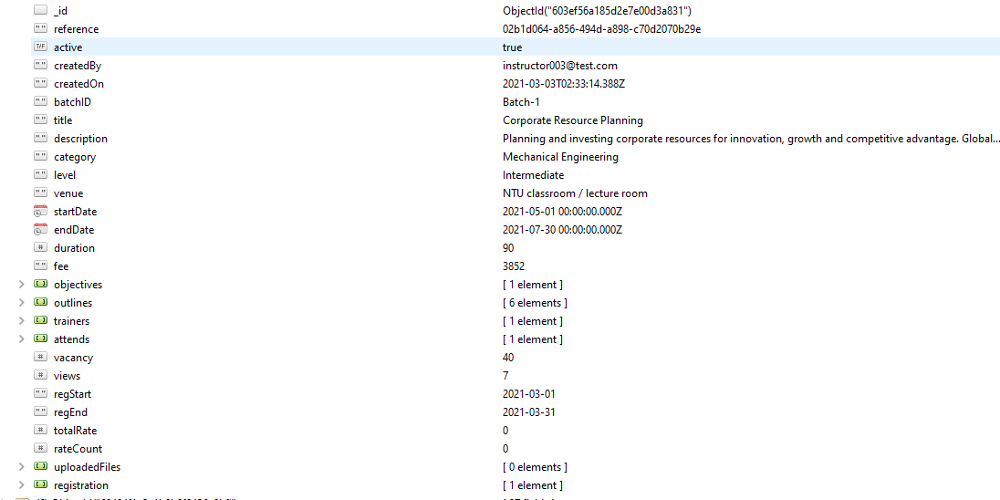 _id ObjectId("603ef56a185d2e7e00d3a831")
" " reference 02b1d064-a856-494d-a898-c70d2070b29e
T/F active true
" " createdBy instructor003@test.com
" " createdOn 2021-03-03T02:33:14.388Z
" " batchID Batch-1
" " title Corporate Resource Planning
" " description Planning and investing corporate resources for innovation, growth and competitive advantage. Global...
" " category Mechanical Engineering
" " level Intermediate
" " venue NTU classroom / lecture room
startDate 2021-05-01 00:00:00.000Z
endDate 2021-07-30 00:00:00.000Z
# duration 90
" " fee 3852
objectives [ 1 element ]
outlines [ 6 elements ]
trainers [ 1 element ]
attends [ 1 element ]
# vacancy 40
# views 7
" " regStart 2021-03-01
" " regEnd 2021-03-31
# totalRate 0
# rateCount 0
uploadedFiles [ 0 elements ]
registration [ 1 element ]